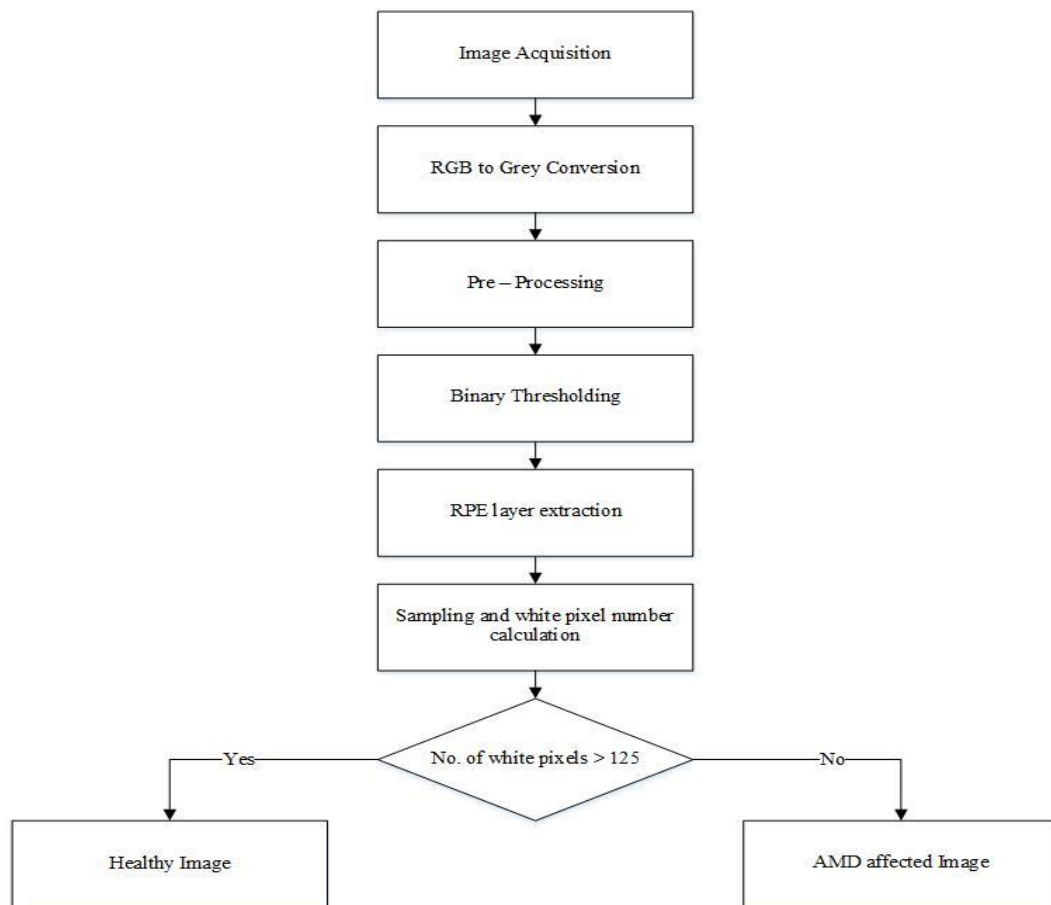 Image Acquisition
RGB to Grey Conversion
Pre – Processing
Binary Thresholding
RPE layer extraction
Sampling and white pixel number
calculation
No. of white pixels > 125
Yes
No
Healthy Image
AMD affected Image